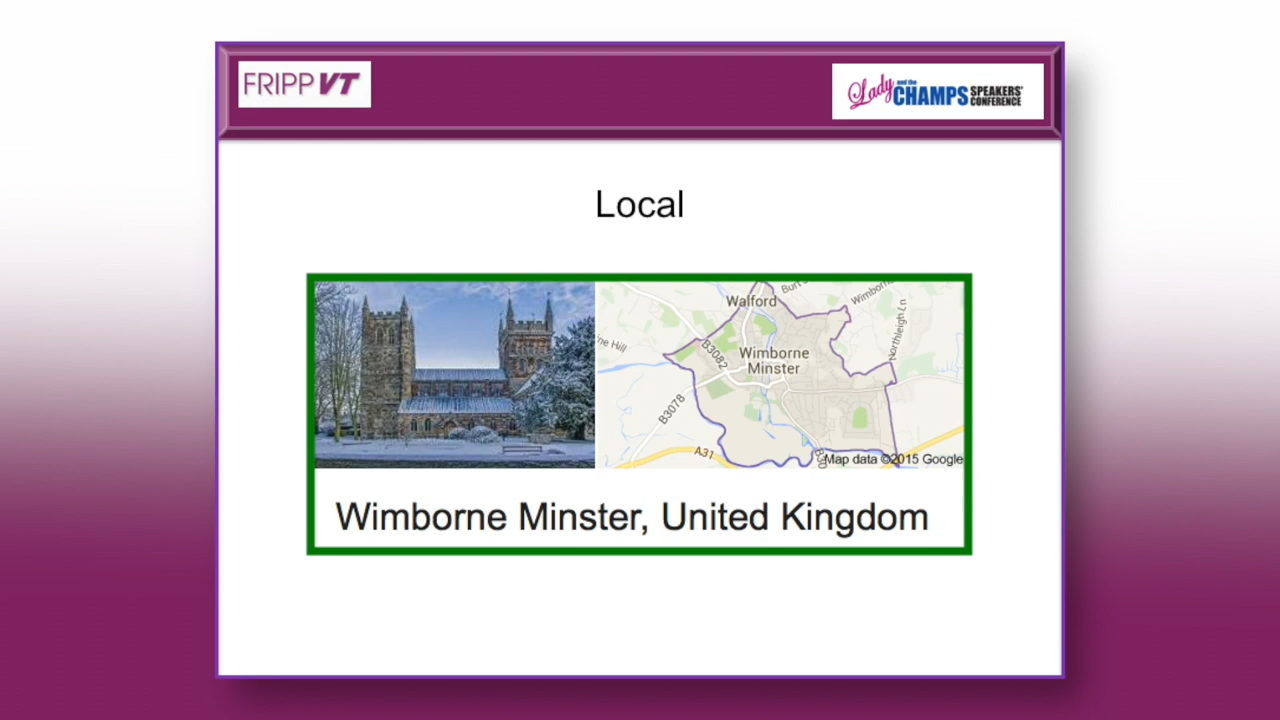 FRIPP VT
Lady and the CHAMPS SPEAKERS' CONFERENCE
Local
Walford
Wimborne
Minster
B3082
B3078
A31
Northleigh Ln
Map data ©2015 Google
Wimborne Minster, United Kingdom